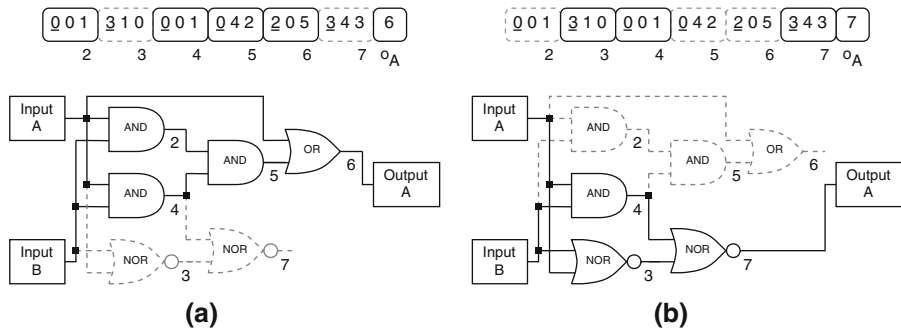 0 0 1 3 1 0 0 0 1 0 4 2 2 0 5 3 4 3 6
2 3 4 5 6 7 oA
Input A
AND
2
AND
5
OR
6
Output A
AND
4
Input B
NOR
3
NOR
7
(a)
0 0 1 3 1 0 0 0 1 0 4 2 2 0 5 3 4 3 7
2 3 4 5 6 7 oA
Input A
AND
2
AND
5
OR
6
Output A
AND
4
Input B
NOR
3
NOR
7
(b)